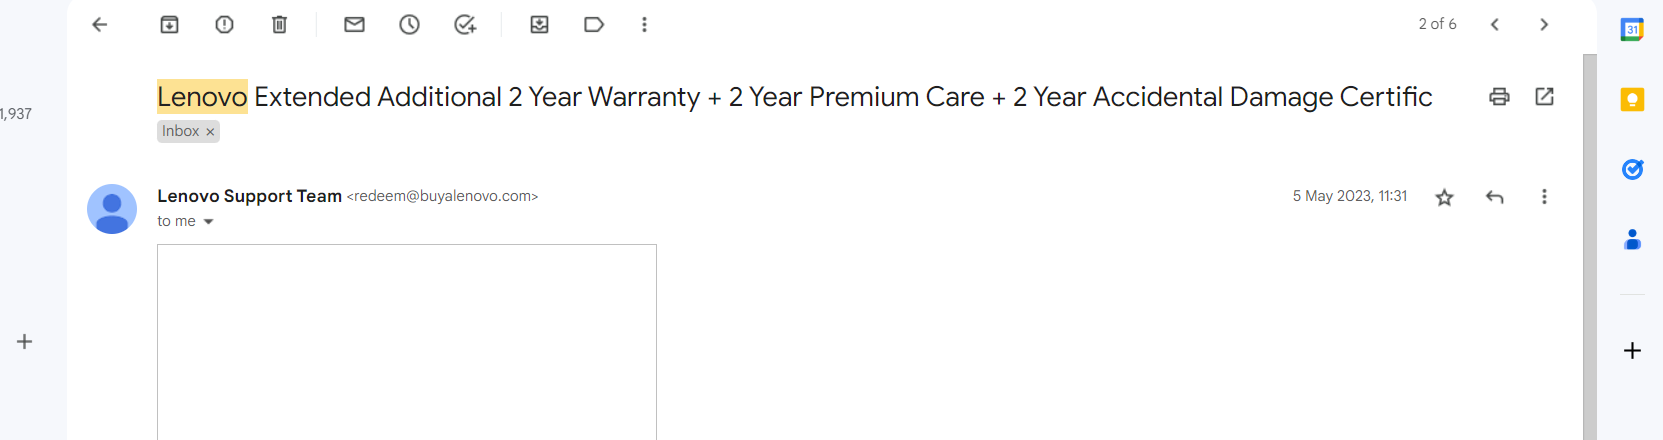 2 of 6
31
1,937
Lenovo Extended Additional 2 Year Warranty + 2 Year Premium Care + 2 Year Accidental Damage Certific
Inbox ×
Lenovo Support Team <redeem@buyalenovo.com>
5 May 2023, 11:31
to me